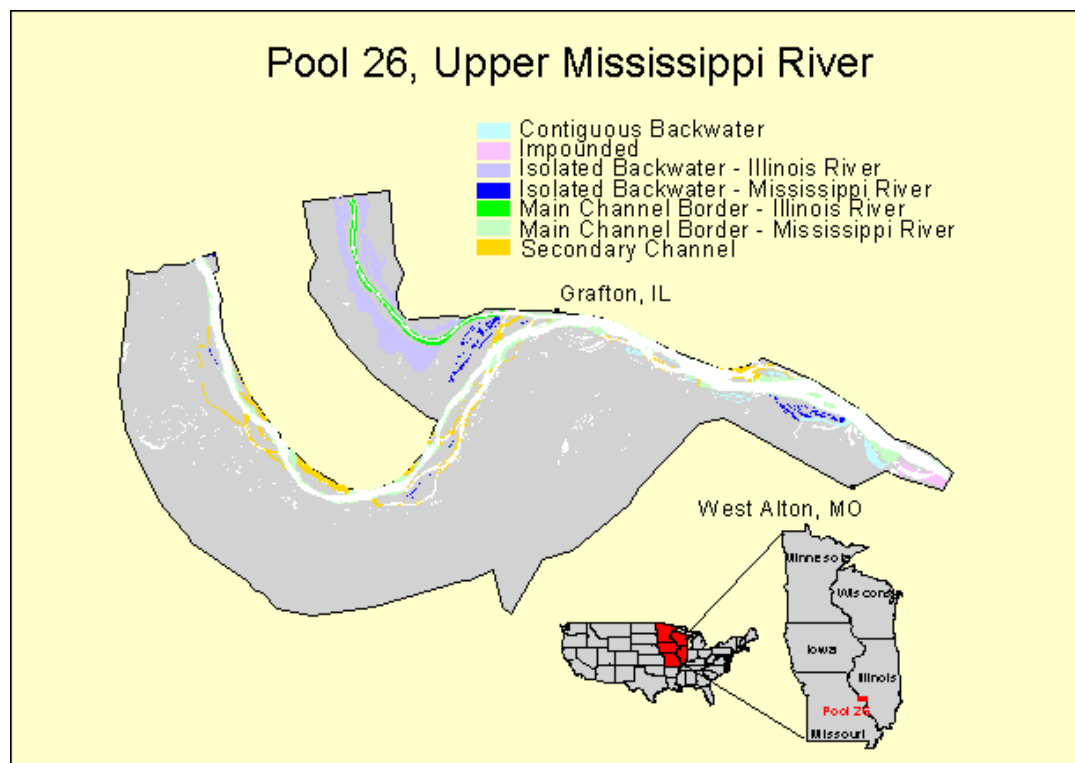 Pool 26, Upper Mississippi River
Contiguous Backwater
Impounded
Isolated Backwater - Illinois River
Isolated Backwater - Mississippi River
Main Channel Border - Illinois River
Main Channel Border - Mississippi River
Secondary Channel
Grafton, IL
West Alton, MO
Minnesota
Wisconsin
Iowa
Illinois
Pool 26
Missouri